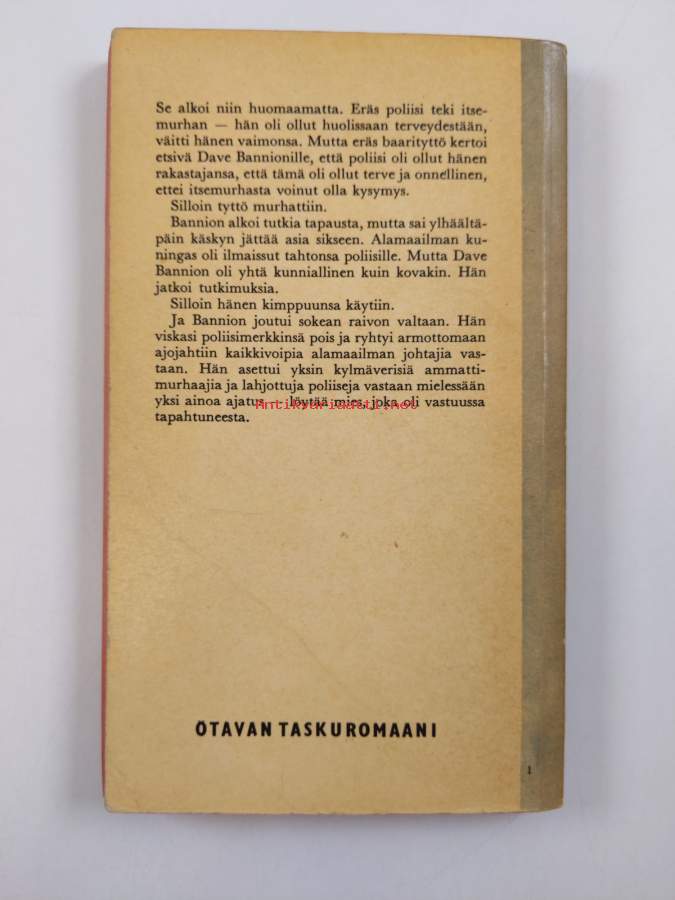 Se alkoi niin huomaamatta. Eräs poliisi teki itse-
murhan — hän oli ollut huolissaan terveydestään,
väitti hänen vaimonsa. Mutta eräs baarityttö kertoi
etsivä Dave Bannionille, että poliisi oli ollut hänen
rakastajansa, että tämä oli ollut terve ja onnellinen,
ettei itsemurhasta voinut olla kysymys.
Silloin tyttö murhattiin.
Bannion alkoi tutkia tapausta, mutta sai ylhäältä-
päin käskyn jättää asia sikseen. Alamaailman ku-
ningas oli ilmaissut tahtonsa poliisille. Mutta Dave
Bannion oli yhtä kunniallinen kuin kovakin. Hän
jatkoi tutkimuksia.
Silloin hänen kimppuunsa käytiin.
Ja Bannion joutui sokean raivon valtaan. Hän
viskasi poliisimerkkinsä pois ja ryhtyi armottomaan
ajojahtiin kaikkivoipia alamaailman johtajia vas-
taan. Hän asettui yksin kylmäverisiä ammatti-
murhaajia ja lahjottuja poliiseja vastaan mielessään
yksi ainoa ajatus — löytää mies, joka oli vastuussa
tapahtuneesta.
Antikvariaatti.net
OTAVAN TASKUROMAANI
1